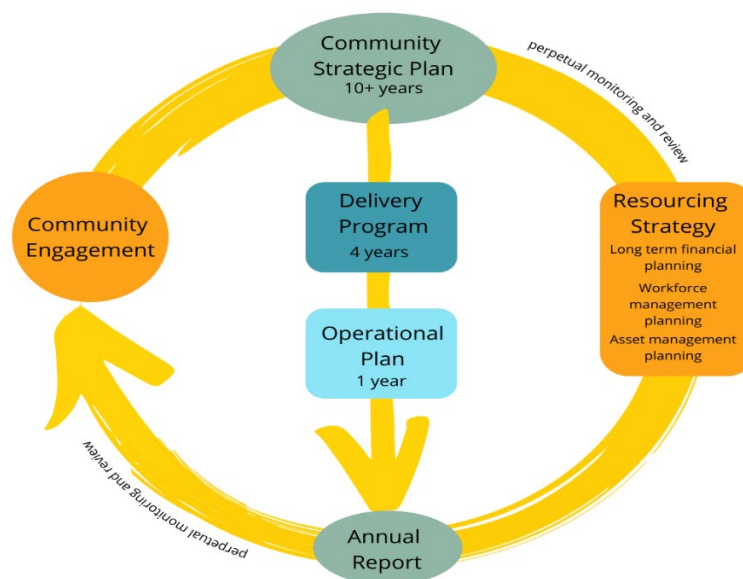 Community
Strategic Plan
10+ years
perpetual monitoring and review
Community
Engagement
Delivery
Program
4 years
Resourcing
Strategy
Long term financial
planning
Workforce
management
planning
Asset management
planning
Operational
Plan
1 year
perpetual monitoring and review
Annual
Report